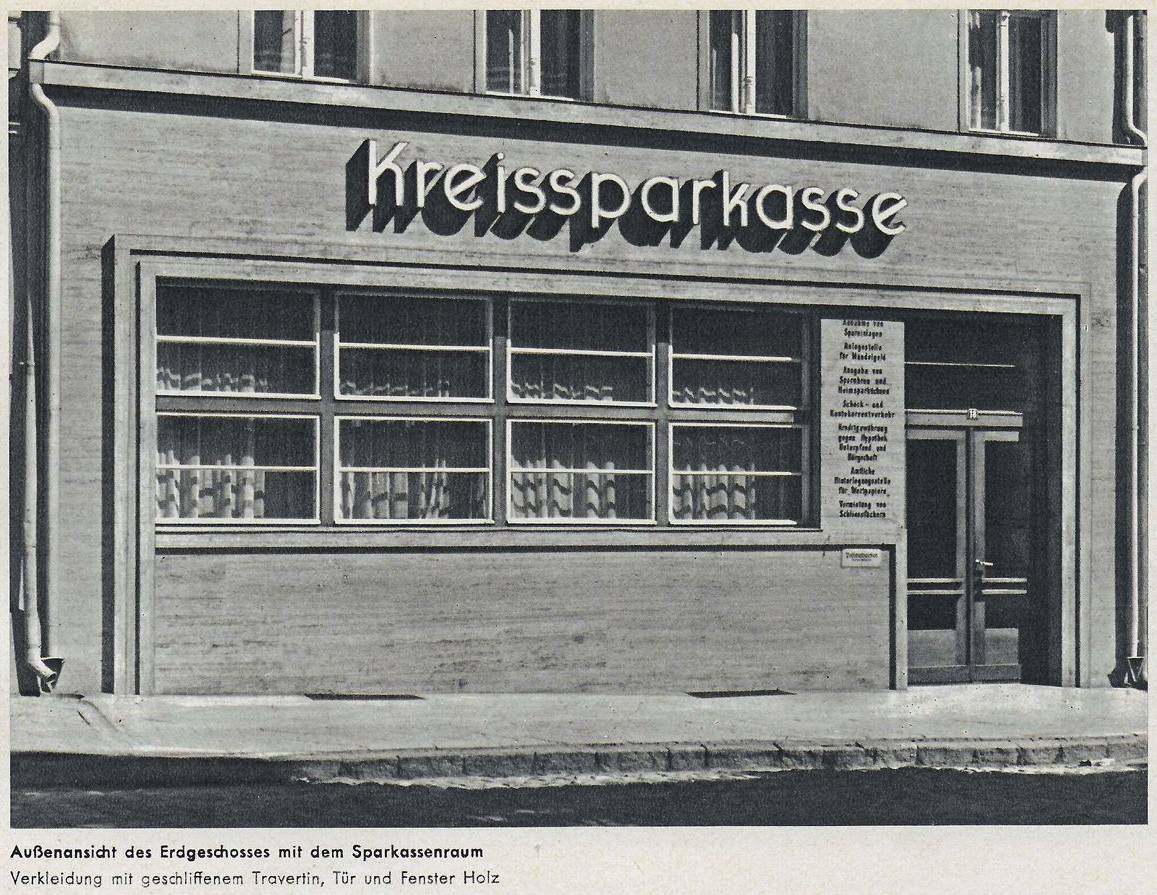 Kreissparkasse
Annahme von
Spareinlagen
Anlegestelle
für Mündelgeld
Ausgabe von
Sparuhren und
Heimsparbüchsen
Scheck- und
Kontokorrentverkehr
Kreditgewährung
gegen Hypothek
Unterpfand und
Bürgschaft
Amtliche
Hinterlegungsstelle
für Wertpapiere
Vermietung von
Schliessfächern
Außenansicht des Erdgeschosses mit dem Sparkassenraum
Verkleidung mit geschliffenem Travertin, Tür und Fenster Holz